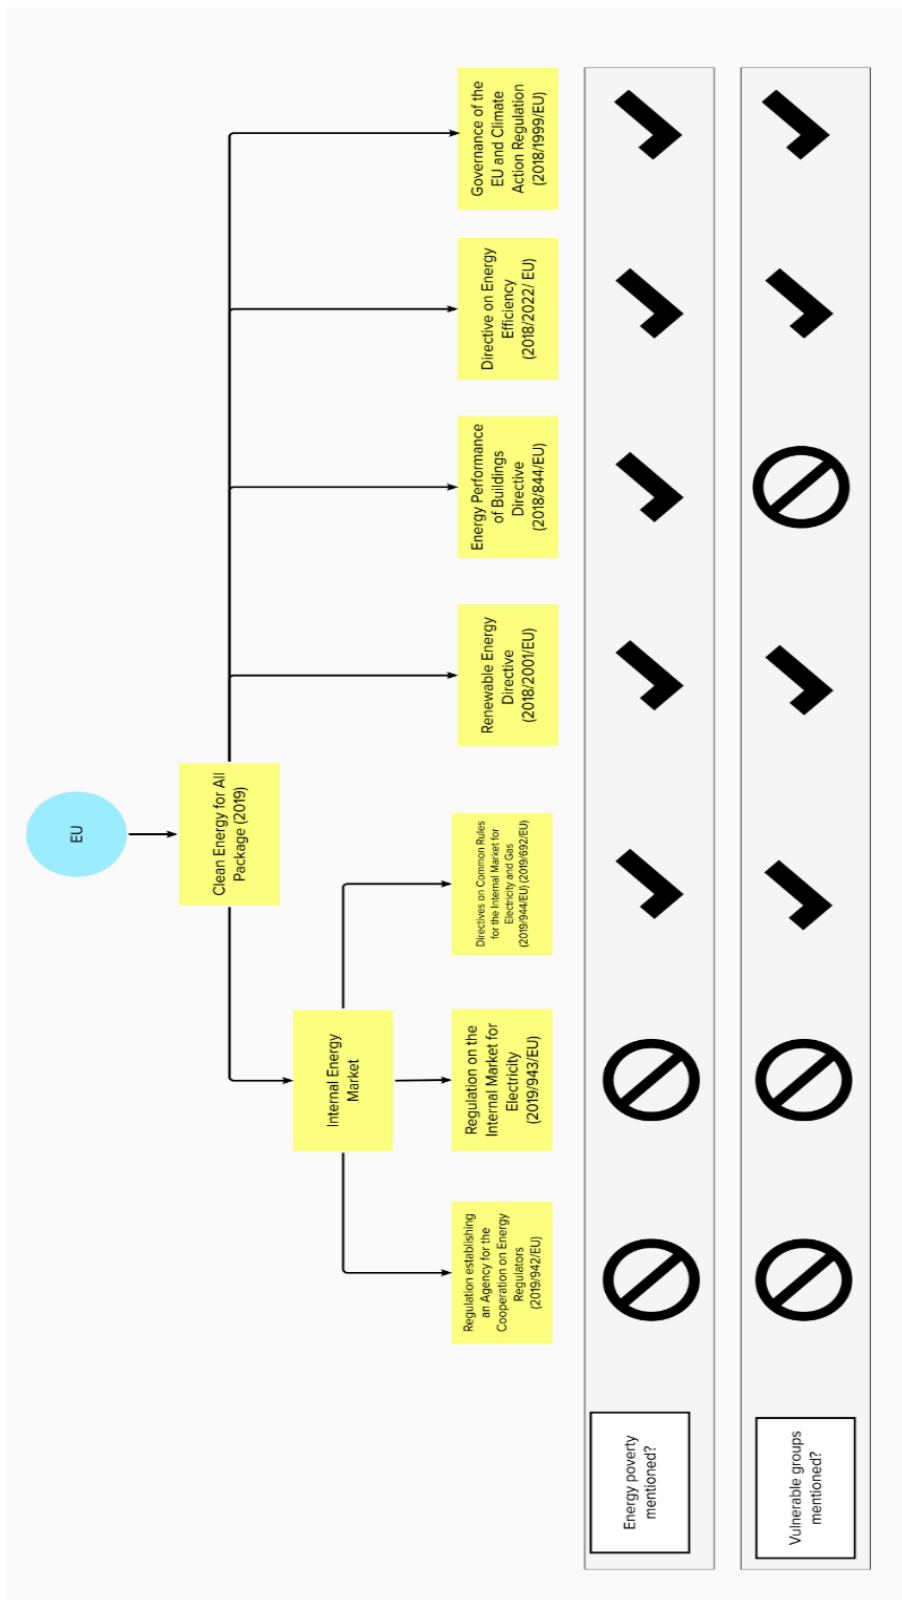 EU
Clean Energy for All
Package (2019)
Internal Energy
Market
Regulation establishing
an Agency for the
Cooperation on Energy
Regulators
(2019/942/EU)
Regulation on the
Internal Market for
Electricity
(2019/943/EU)
Directives on Common Rules
for the Internal Market for
Electricity and Gas
(2019/944/EU) (2019/692/EU)
Renewable Energy
Directive
(2018/2001/EU)
Energy Performance
of Buildings
Directive
(2018/844/EU)
Directive on Energy
Efficiency
(2018/2022/ EU)
Governance of the
EU and Climate
Action Regulation
(2018/1999/EU)
Energy poverty
mentioned?
Vulnerable groups
mentioned?